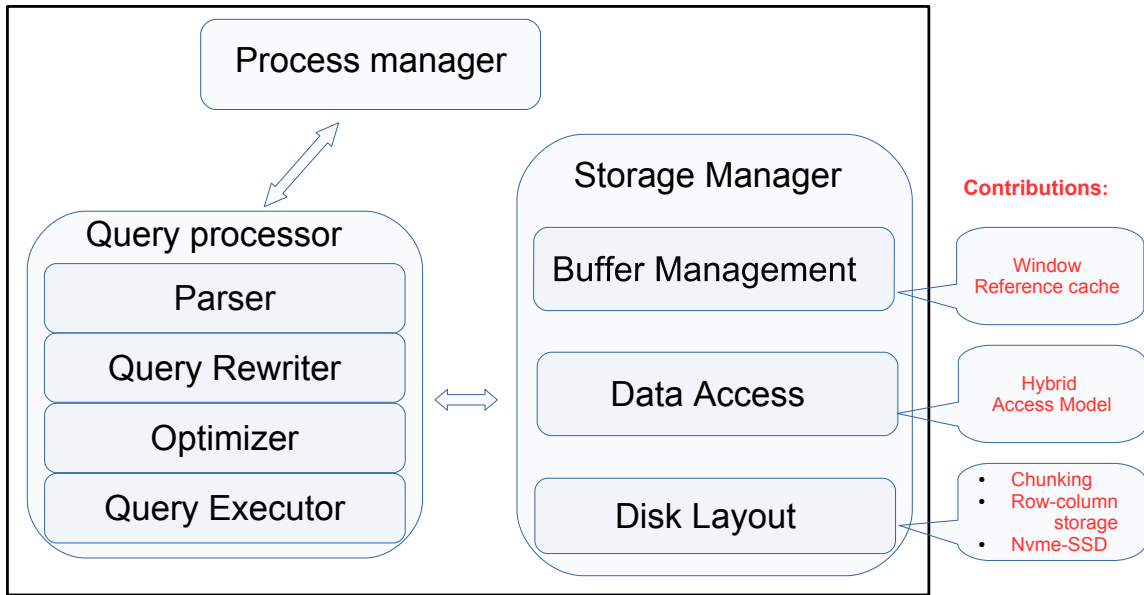 Process manager
Query processor
Parser
Query Rewriter
Optimizer
Query Executor
Storage Manager
Buffer Management
Data Access
Disk Layout
Contributions:
Window
Reference cache
Hybrid
Access Model
• Chunking
• Row-column
storage
• Nvme-SSD